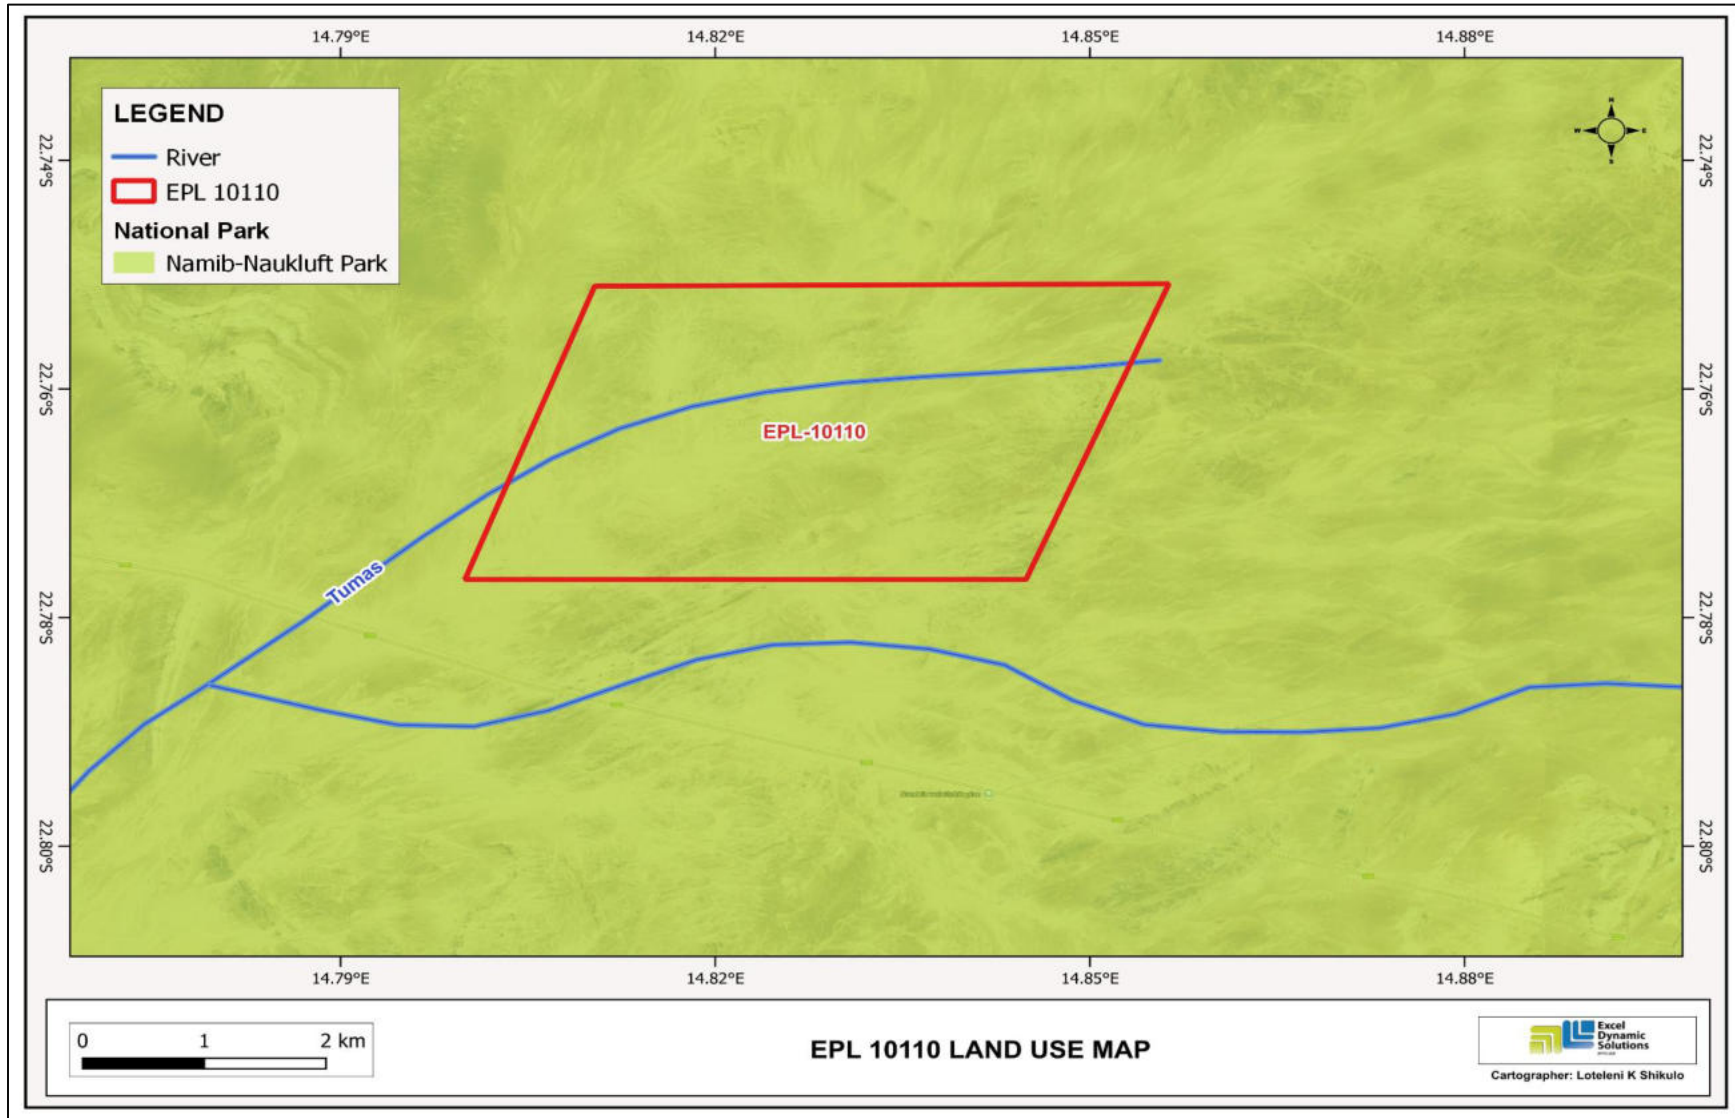 14.79°E 14.82°E 14.85°E 14.88°E
LEGEND
River
EPL 10110
National Park
Namib-Naukluft Park
N
W E
S
22.74°S 22.74°S
22.76°S 22.76°S
EPL-10110
Tumas
22.78°S 22.78°S
22.80°S 22.80°S
14.79°E 14.82°E 14.85°E 14.88°E
0 1 2 km
EPL 10110 LAND USE MAP
Excel
Dynamic
Solutions
Cartographer: Loteleni K Shikulo